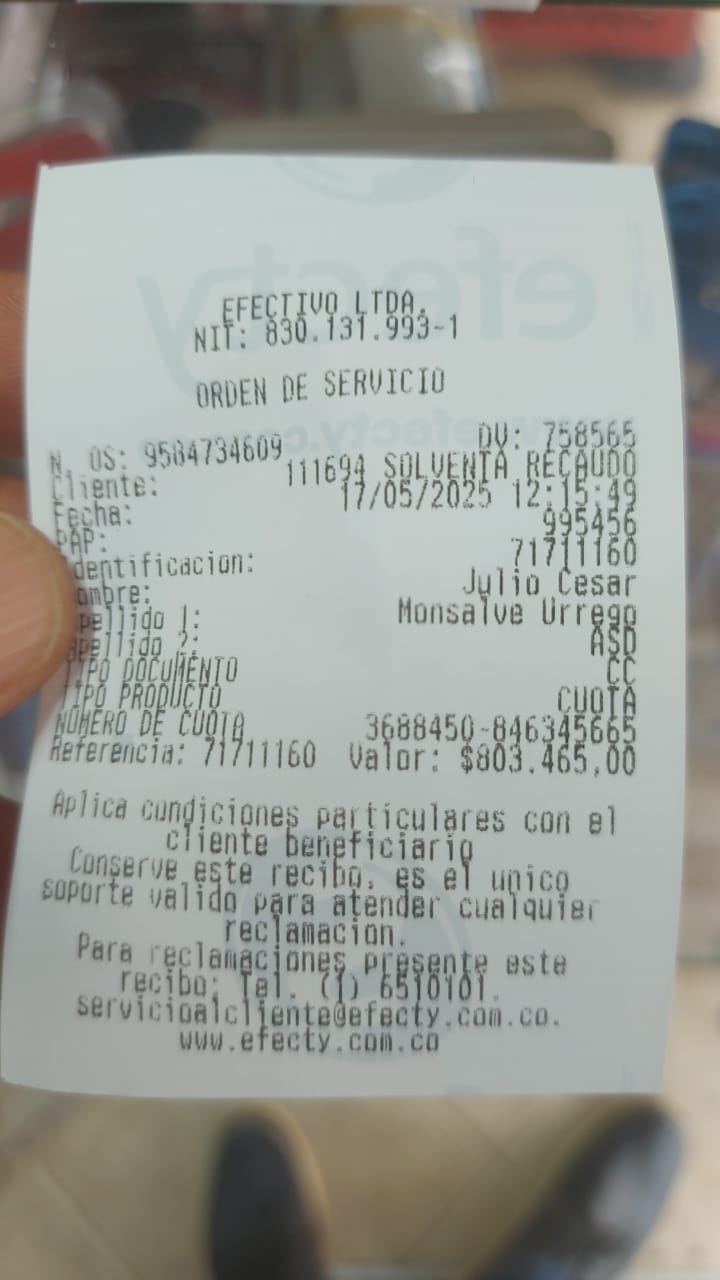 EFECTIVO LTDA.
NIT: 830.131.993-1
ORDEN DE SERVICIO
DV: 758565
N. OS: 9584734609
Cliente: 111694 SOLVENTA RECAUDO
Fecha: 17/05/2025 12:15:49
PAP: 995456
dentificacion: 71711160
ombre: Julio Cesar
pellido 1: Monsalve Urrego
apellido 2: ASD
TIPO DOCUMENTO CC
TIPO PRODUCTO CUOTA
NUMERO DE CUOTA 3688450-846345665
Referencia: 71711160 Valor: $803.465,00
Aplica condiciones particulares con el
cliente beneficiario
Conserve este recibo, es el unico
soporte valido para atender cualquier
reclamacion.
Para reclamaciones presente este
recibo: Tel. (1) 6510101.
servicioalcliente@efecty.com.co.
www.efecty.com.co